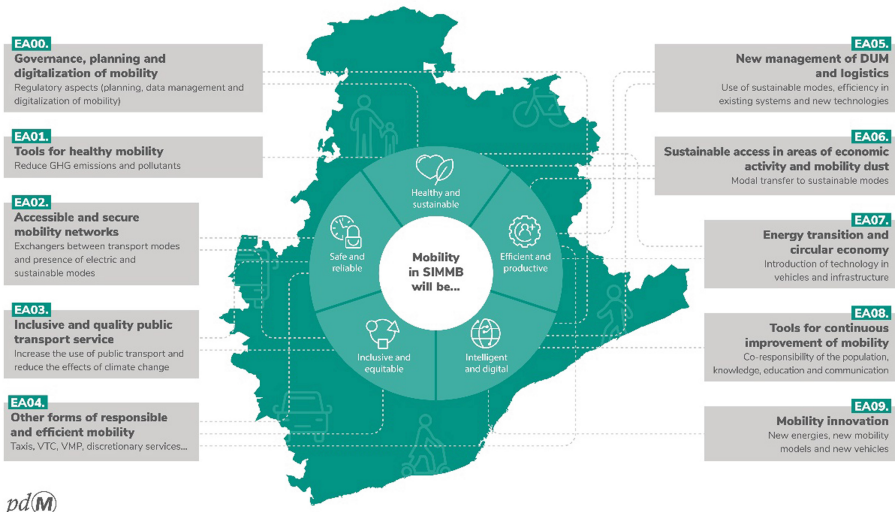 EA00.
Governance, planning and
digitalization of mobility
Regulatory aspects (planning, data management and
digitalization of mobility)
EA01.
Tools for healthy mobility
Reduce GHG emissions and pollutants
EA02.
Accessible and secure
mobility networks
Exchangers between transport modes
and presence of electric and
sustainable modes
EA03.
Inclusive and quality public
transport service
Increase the use of public transport and
reduce the effects of climate change
EA04.
Other forms of responsible
and efficient mobility
Taxis, VTC, VMP, discretionary services...
Healthy and
sustainable
Safe and
reliable
Efficient and
productive
Mobility
in SIMMB
will be...
Inclusive and
equitable
Intelligent
and digital
EA05.
New management of DUM
and logistics
Use of sustainable modes, efficiency in
existing systems and new technologies
EA06.
Sustainable access in areas of economic
activity and mobility dust
Modal transfer to sustainable modes
EA07.
Energy transition and
circular economy
Introduction of technology in
vehicles and infrastructure
EA08.
Tools for continuous
improvement of mobility
Co-responsibility of the population,
knowledge, education and communication
EA09.
Mobility innovation
New energies, new mobility
models and new vehicles
pdM